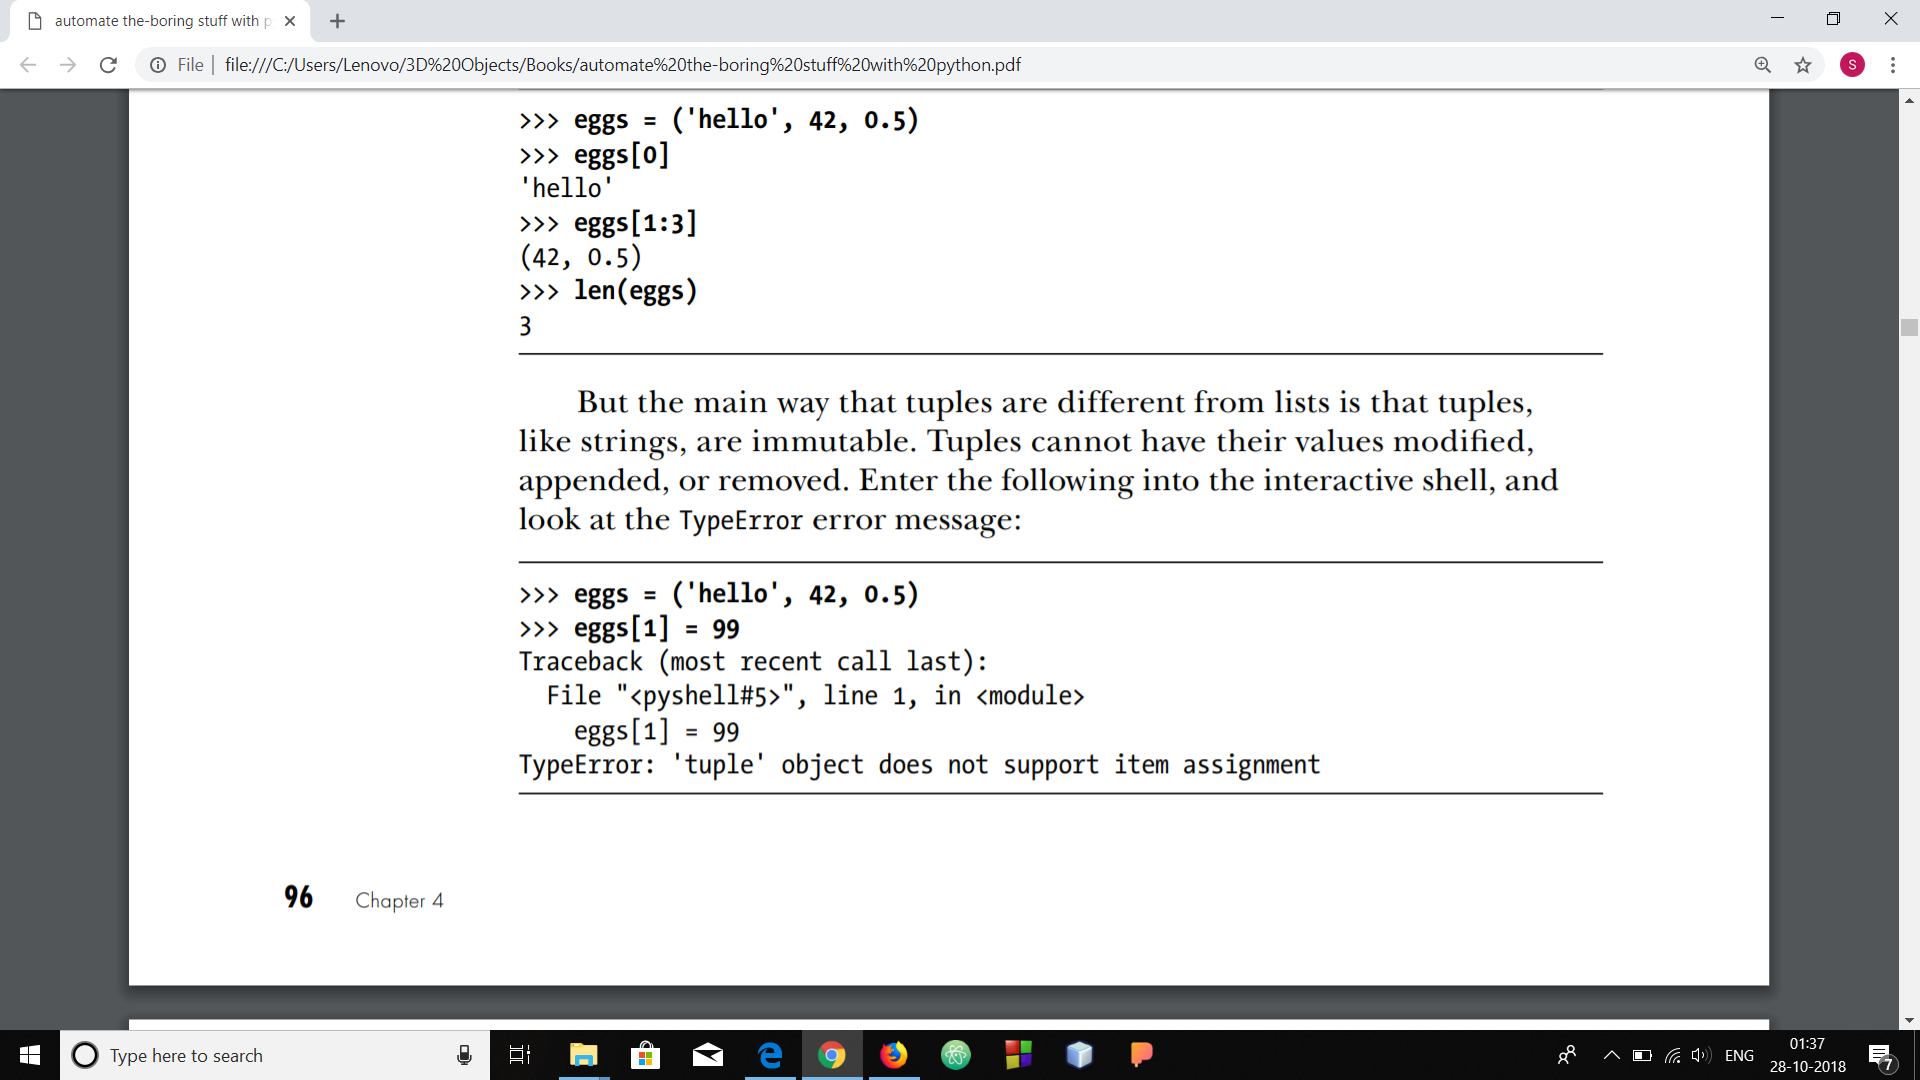 automate the-boring stuff with p
File
file:///C:/Users/Lenovo/3D%20Objects/Books/automate%20the-boring%20stuff%20with%20python.pdf
S
>>> eggs = ('hello', 42, 0.5)
>>> eggs[0]
'hello'
>>> eggs[1:3]
(42, 0.5)
>>> len(eggs)
3
But the main way that tuples are different from lists is that tuples,
like strings, are immutable. Tuples cannot have their values modified,
appended, or removed. Enter the following into the interactive shell, and
look at the TypeError error message:
>>> eggs = ('hello', 42, 0.5)
>>> eggs[1] = 99
Traceback (most recent call last):
  File "<pyshell#5>", line 1, in <module>
    eggs[1] = 99
TypeError: 'tuple' object does not support item assignment
96 Chapter 4
Type here to search
ENG
01:37
28-10-2018
7